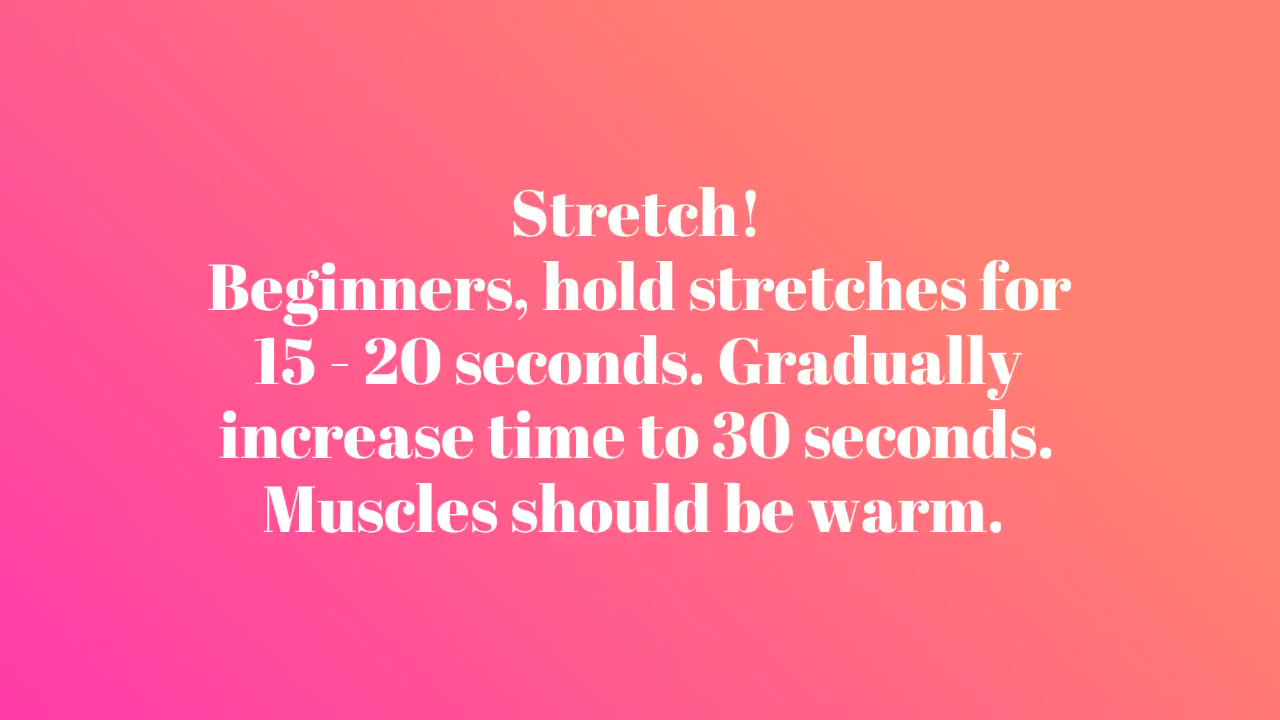 Stretch!
Beginners, hold stretches for
15 - 20 seconds. Gradually
increase time to 30 seconds.
Muscles should be warm.